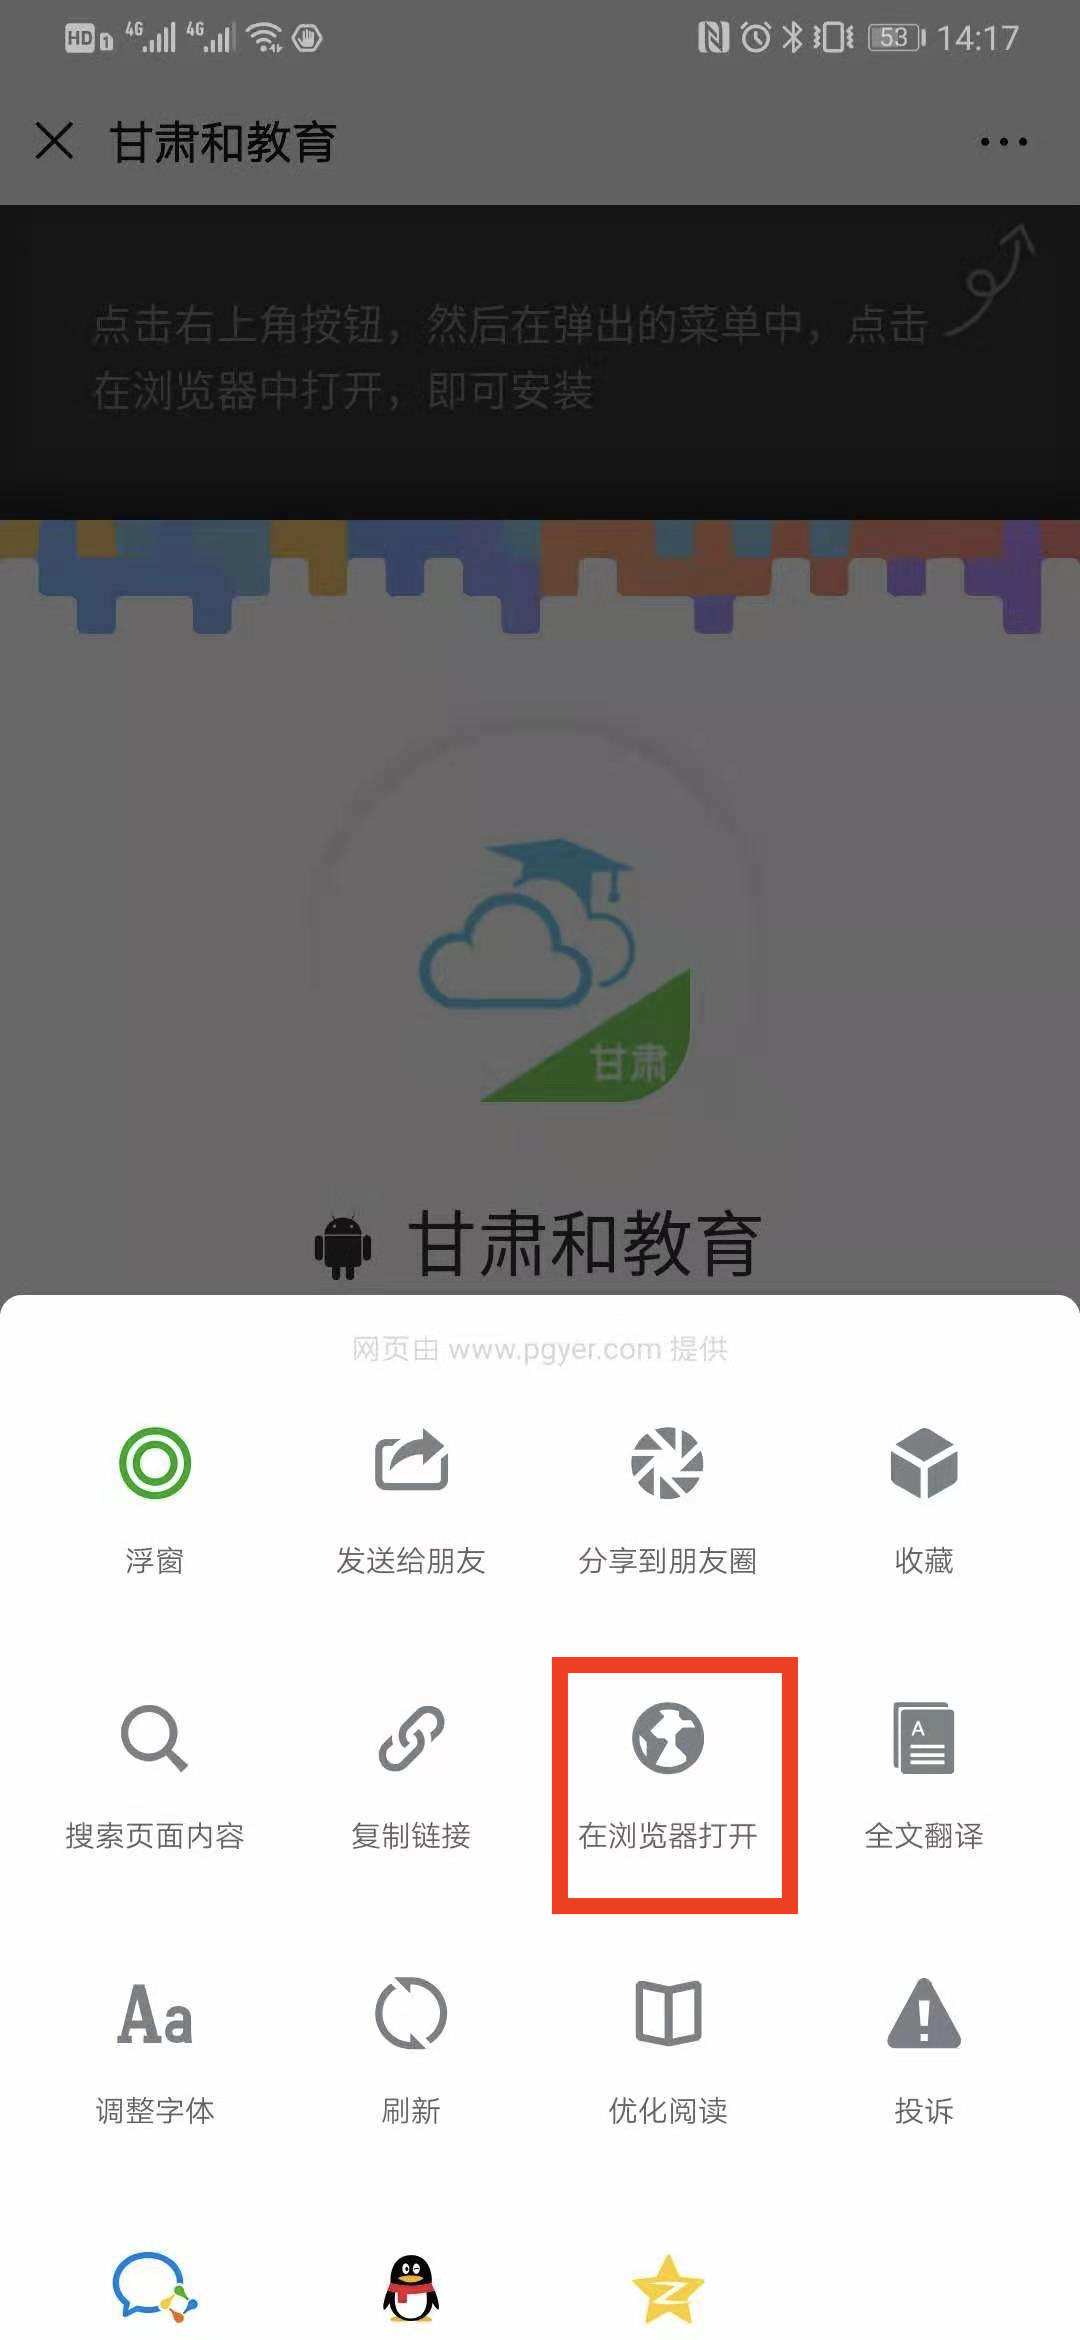 HD 1 4G 4G 53 14:17
甘肃和教育
点击右上角按钮，然后在弹出的菜单中，点击
在浏览器中打开，即可安装
甘肃
甘肃和教育
网页由 www.pgyer.com 提供
浮窗 发送给朋友 分享到朋友圈 收藏
A
搜索页面内容 复制链接 在浏览器打开 全文翻译
Aa
调整字体 刷新 优化阅读 投诉